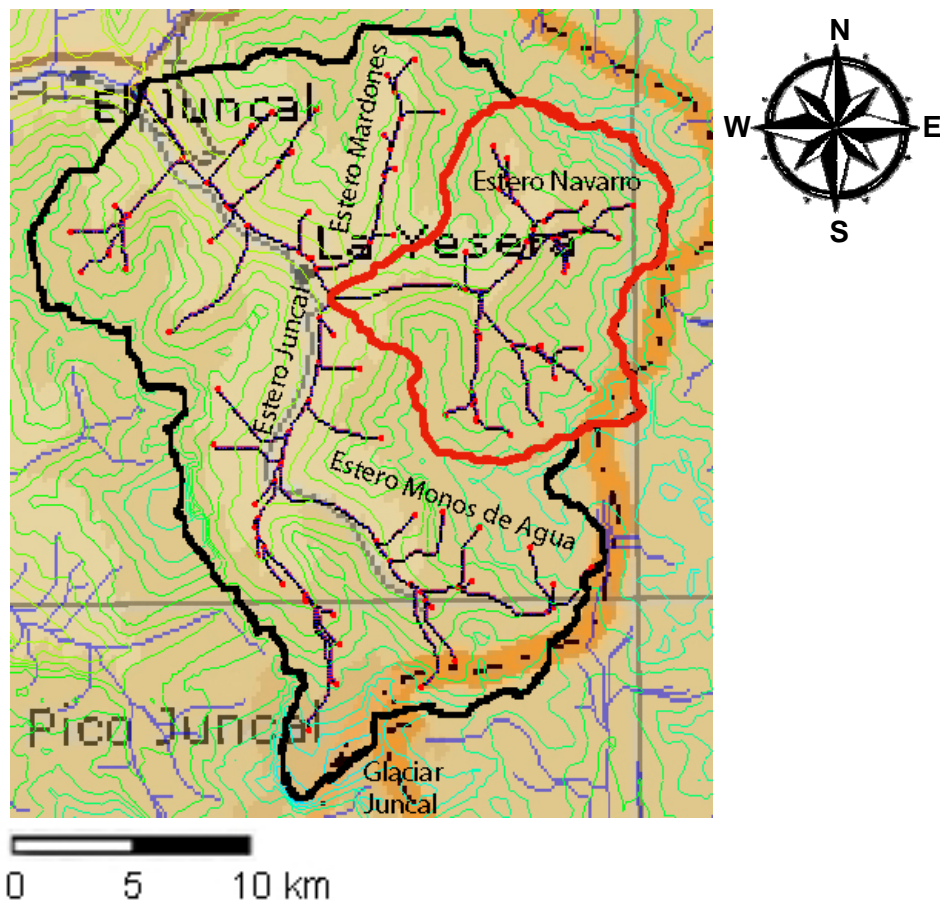 N
W
E
S
El Juncal
Estero Mardones
Estero Navarro
La Yesera
Estero Juncal
Estero Monos de Agua
Pico Juncal
Glaciar
Juncal
0 5 10 km